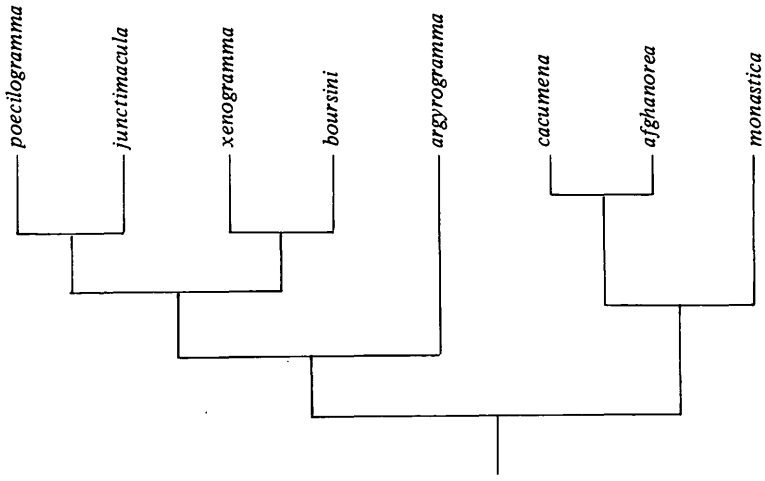 poecilogramma
junctimacula
xenogramma
boursini
argyrogramma
cacumena
afghanorea
monastica